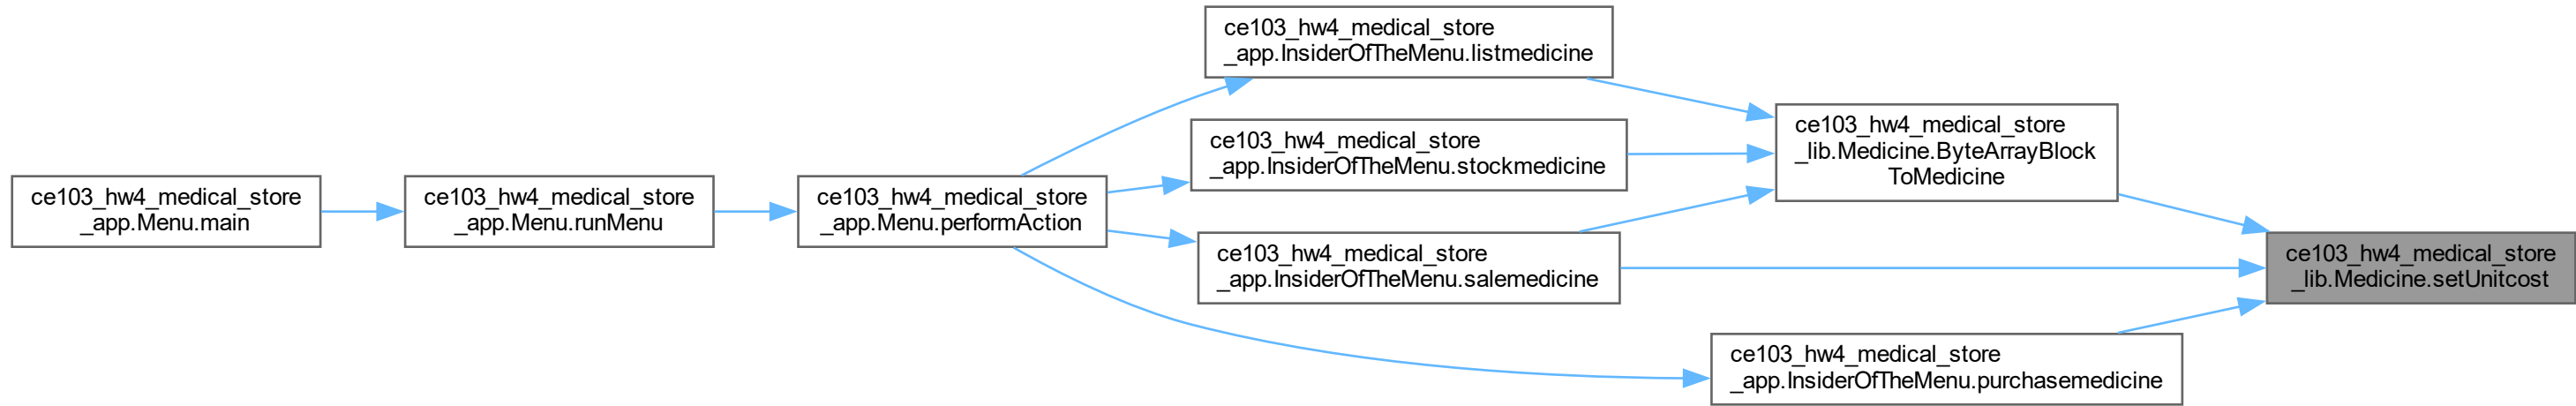 ce103_hw4_medical_store
_app.Menu.main
ce103_hw4_medical_store
_app.Menu.runMenu
ce103_hw4_medical_store
_app.Menu.performAction
ce103_hw4_medical_store
_app.InsiderOfTheMenu.listmedicine
ce103_hw4_medical_store
_app.InsiderOfTheMenu.stockmedicine
ce103_hw4_medical_store
_app.InsiderOfTheMenu.salemedicine
ce103_hw4_medical_store
_lib.Medicine.ByteArrayBlock
ToMedicine
ce103_hw4_medical_store
_app.InsiderOfTheMenu.purchasemedicine
ce103_hw4_medical_store
_lib.Medicine.setUnitcost